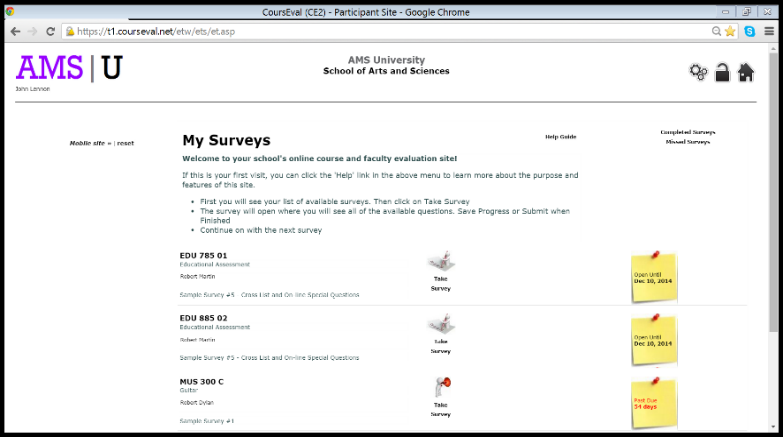 CoursEval (CE2) - Participant Site - Google Chrome
https://t1.courseval.net/etw/ets/et.asp
AMS | U
John Lennon
AMS University
School of Arts and Sciences
Mobile site » | reset
My Surveys
Help Guide
Completed Surveys
Missed Surveys
Welcome to your school's online course and faculty evaluation site!
If this is your first visit, you can click the 'Help' link in the above menu to learn more about the purpose and
features of this site.
• First you will see your list of available surveys. Then click on Take Survey
• The survey will open where you will see all of the available questions. Save Progress or Submit when
Finished
• Continue on with the next survey
EDU 785 01
Educational Assessment
Robert Martin
Sample Survey #5 - Cross List and On-line Special Questions
Take
Survey
Open Until
Dec 10, 2014
EDU 885 02
Educational Assessment
Robert Martin
Sample Survey #5 - Cross List and On-line Special Questions
Take
Survey
Open Until
Dec 10, 2014
MUS 300 C
Guitar
Robert Dylan
Sample Survey #1
Take
Survey
Past Due
34 days